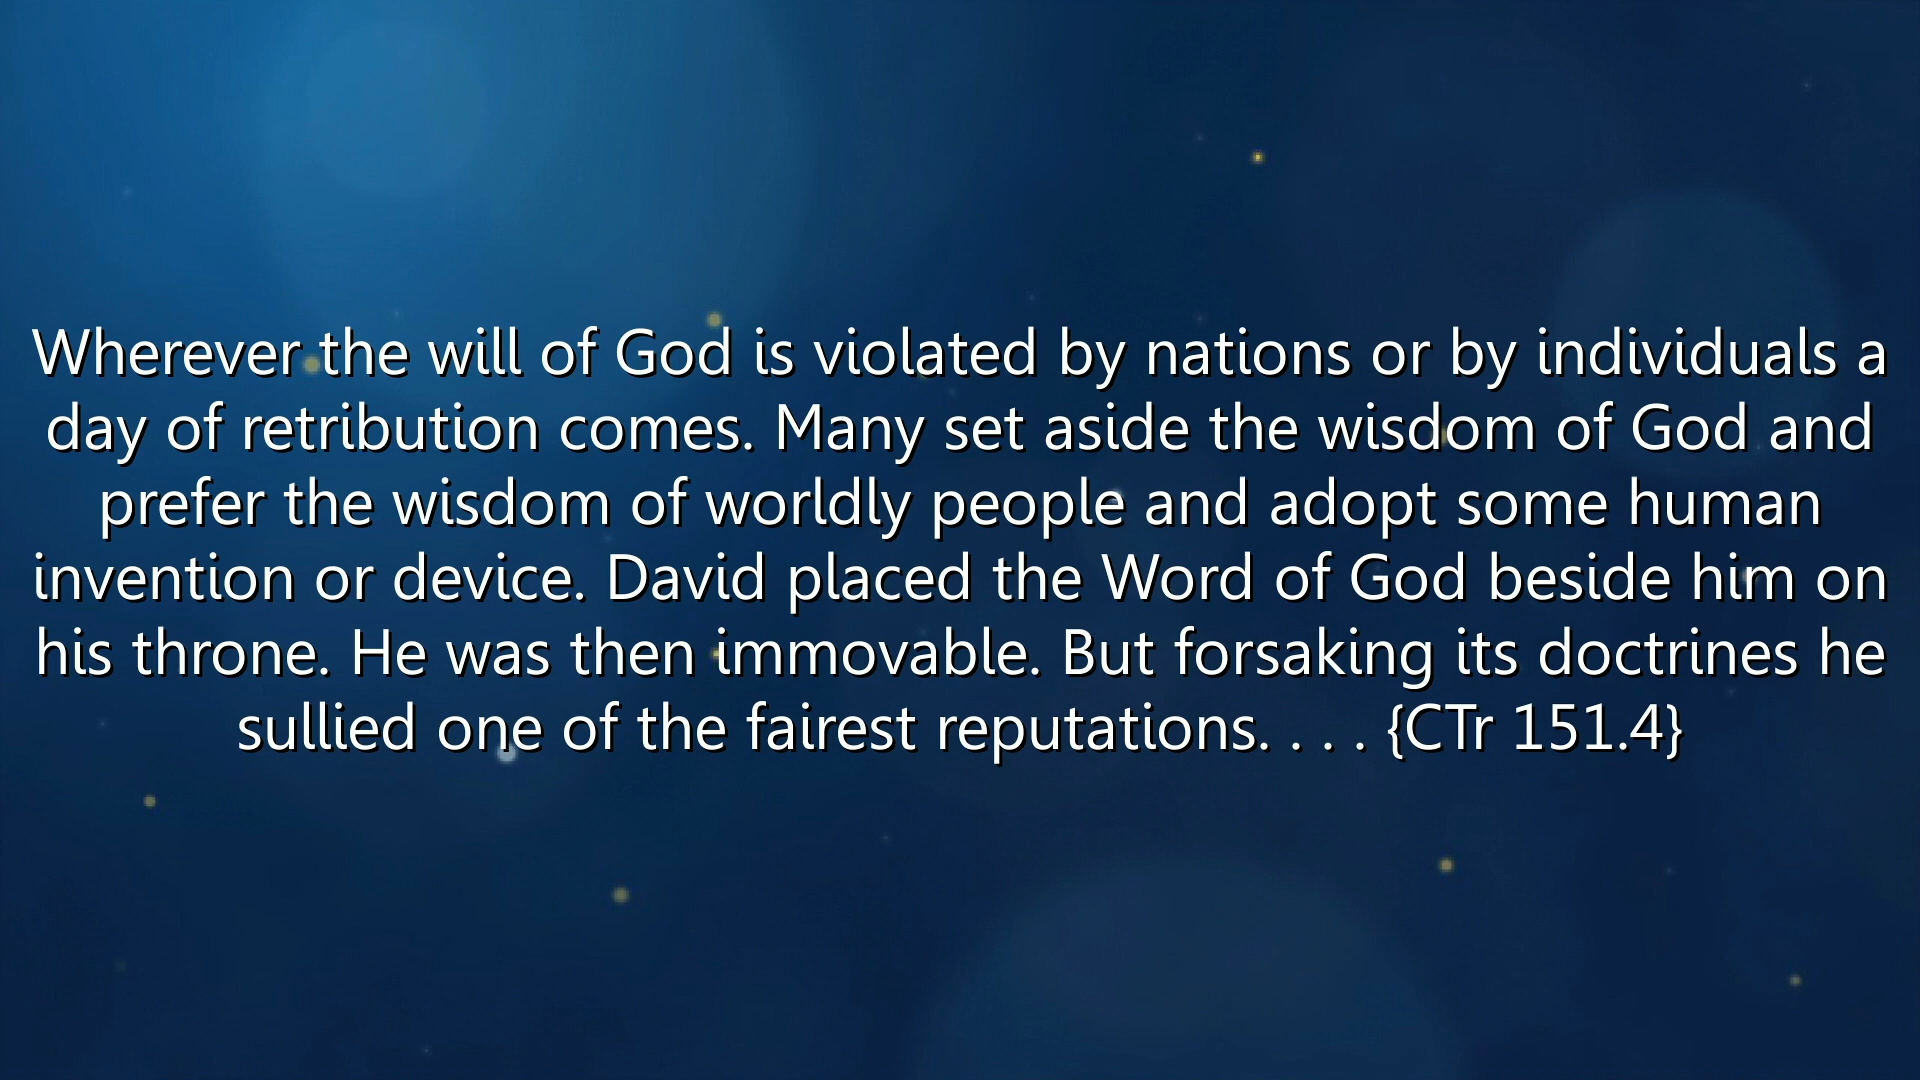 Wherever the will of God is violated by nations or by individuals a
day of retribution comes. Many set aside the wisdom of God and
prefer the wisdom of worldly people and adopt some human
invention or device. David placed the Word of God beside him on
his throne. He was then immovable. But forsaking its doctrines he
sullied one of the fairest reputations. . . . {CTr 151.4}